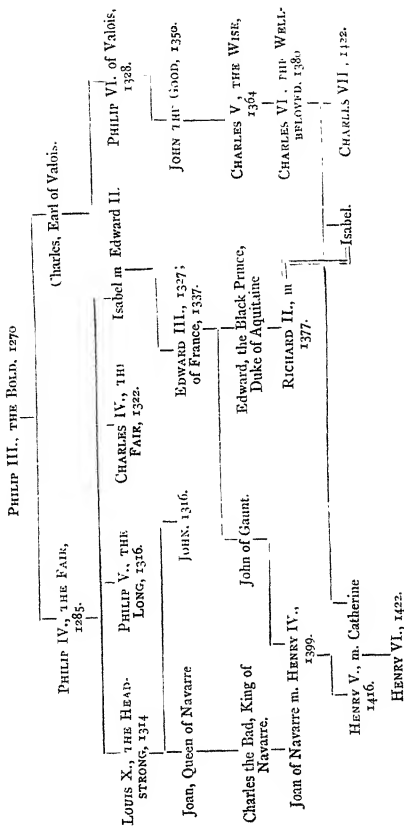 PHILIP III., THE BOLD, 1270
PHILIP IV., THE FAIR,
1285.
Charles, Earl of Valois.
LOUIS X., THE HEAD-
STRONG, 1314
PHILIP V., THE
LONG, 1316.
CHARLES IV., THE
FAIR, 1322.
Isabel m Edward II.
PHILIP VI. of Valois,
1328.
Joan, Queen of Navarre
JOHN. 1316.
EDWARD III., 1327;
of France, 1337.
JOHN THE GOOD, 1350.
Charles the Bad, King of
Navarre.
John of Gaunt.
Edward, the Black Prince,
Duke of Aquitaine
CHARLES V, THE WISE,
1364
Joan of Navarre m. HENRY IV.,
1399.
RICHARD II., m
1377.
Isabel.
CHARLES VI, THE WELL-
BELOVED, 1380
HENRY V., m. Catherine
1416.
CHARLES VII, 1422.
HENRY VI., 1422.